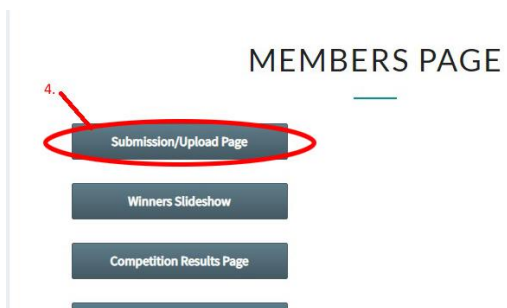 MEMBERS PAGE
4.
Submission/Upload Page
Winners Slideshow
Competition Results Page